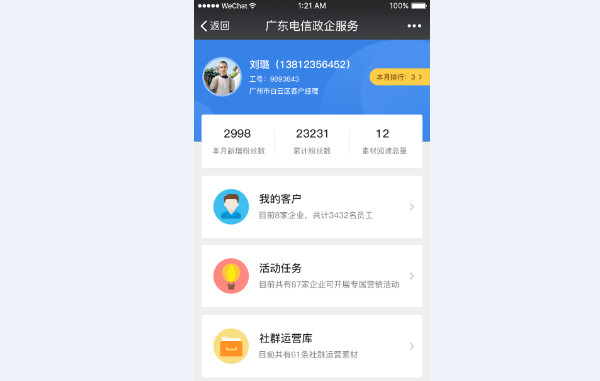 WeChat 1:21 AM 100%
返回 广东电信政企服务
刘璐（13812356452）
工号：9893843
广州市白云区客户经理
本月排行：3
2998 23231 12
本月新增粉丝数 累计粉丝数 素材阅读总量
我的客户
目前8家企业，共计3432名员工
活动任务
目前共有87家企业可开展专属营销活动
社群运营库
目前共有61条社群运营素材